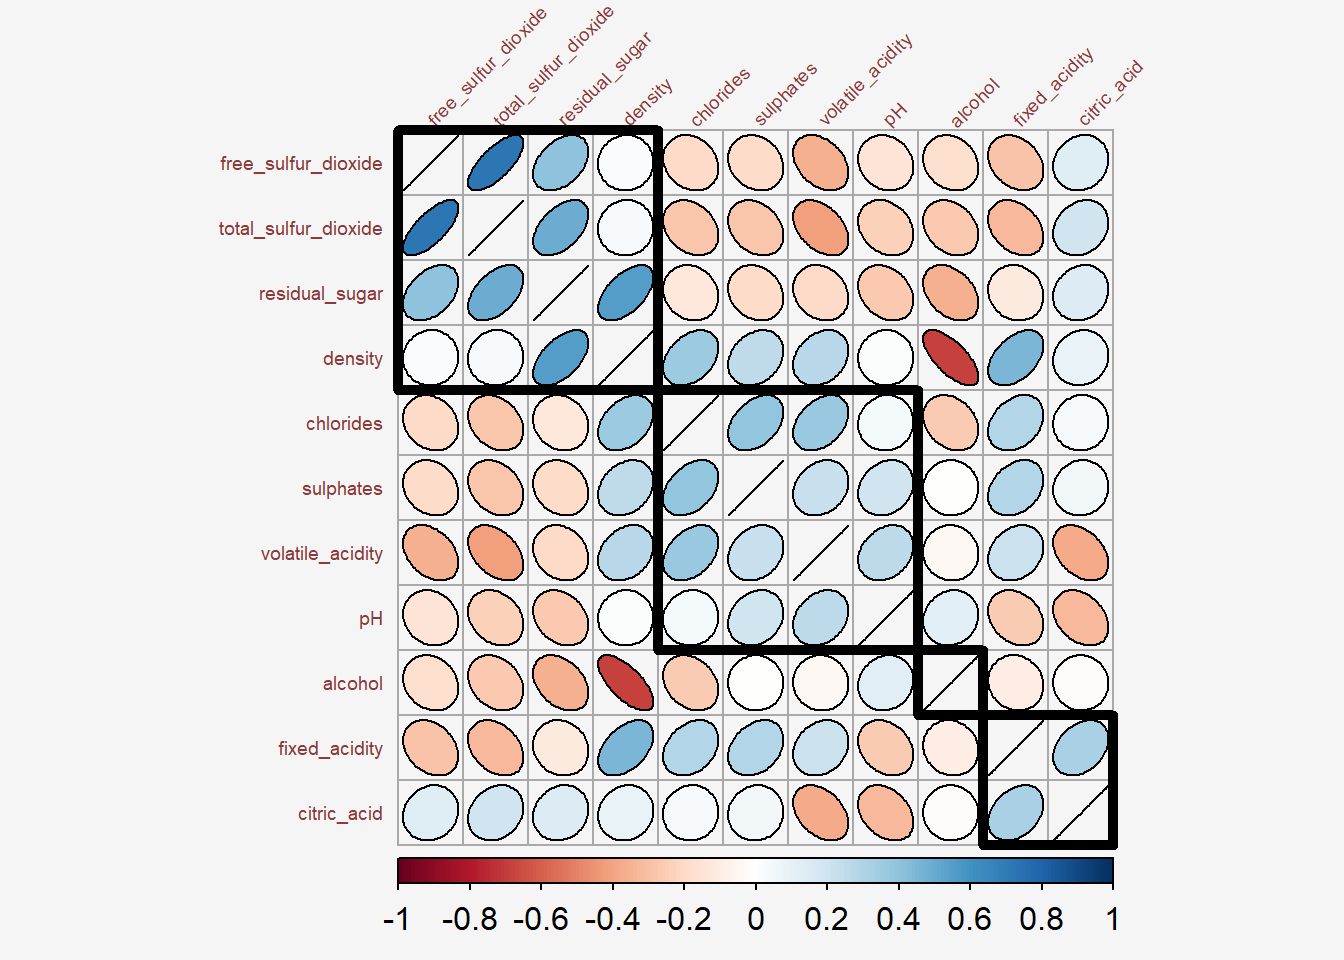 free_sulfur_dioxide
total_sulfur_dioxide
residual_sugar
density
chlorides
sulphates
volatile_acidity
pH
alcohol
fixed_acidity
citric_acid
free_sulfur_dioxide
total_sulfur_dioxide
residual_sugar
density
chlorides
sulphates
volatile_acidity
pH
alcohol
fixed_acidity
citric_acid
-1 -0.8 -0.6 -0.4 -0.2 0 0.2 0.4 0.6 0.8 1